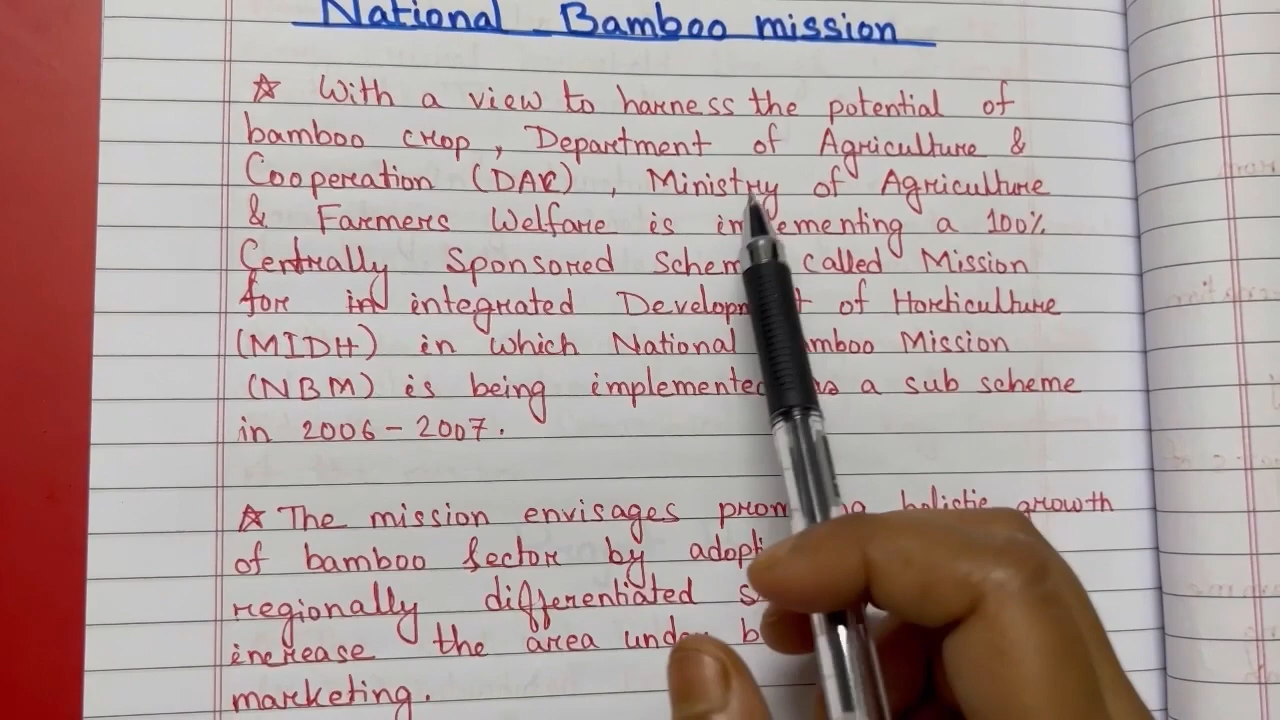 National Bamboo mission
☆ With a view to harness the potential of
bamboo crop, Department of Agriculture &
Cooperation (DAC), Ministry of Agriculture
& Farmers Welfare is implementing a 100%
Centrally Sponsored Scheme called Mission
for integrated Development of Horticulture
(MIDH) in which National Bamboo Mission
(NBM) is being implemented as a sub scheme
in 2006-2007.
☆ The mission envisages holistic growth
of bamboo sector by
regionally differentiated
increase the area under
marketing.